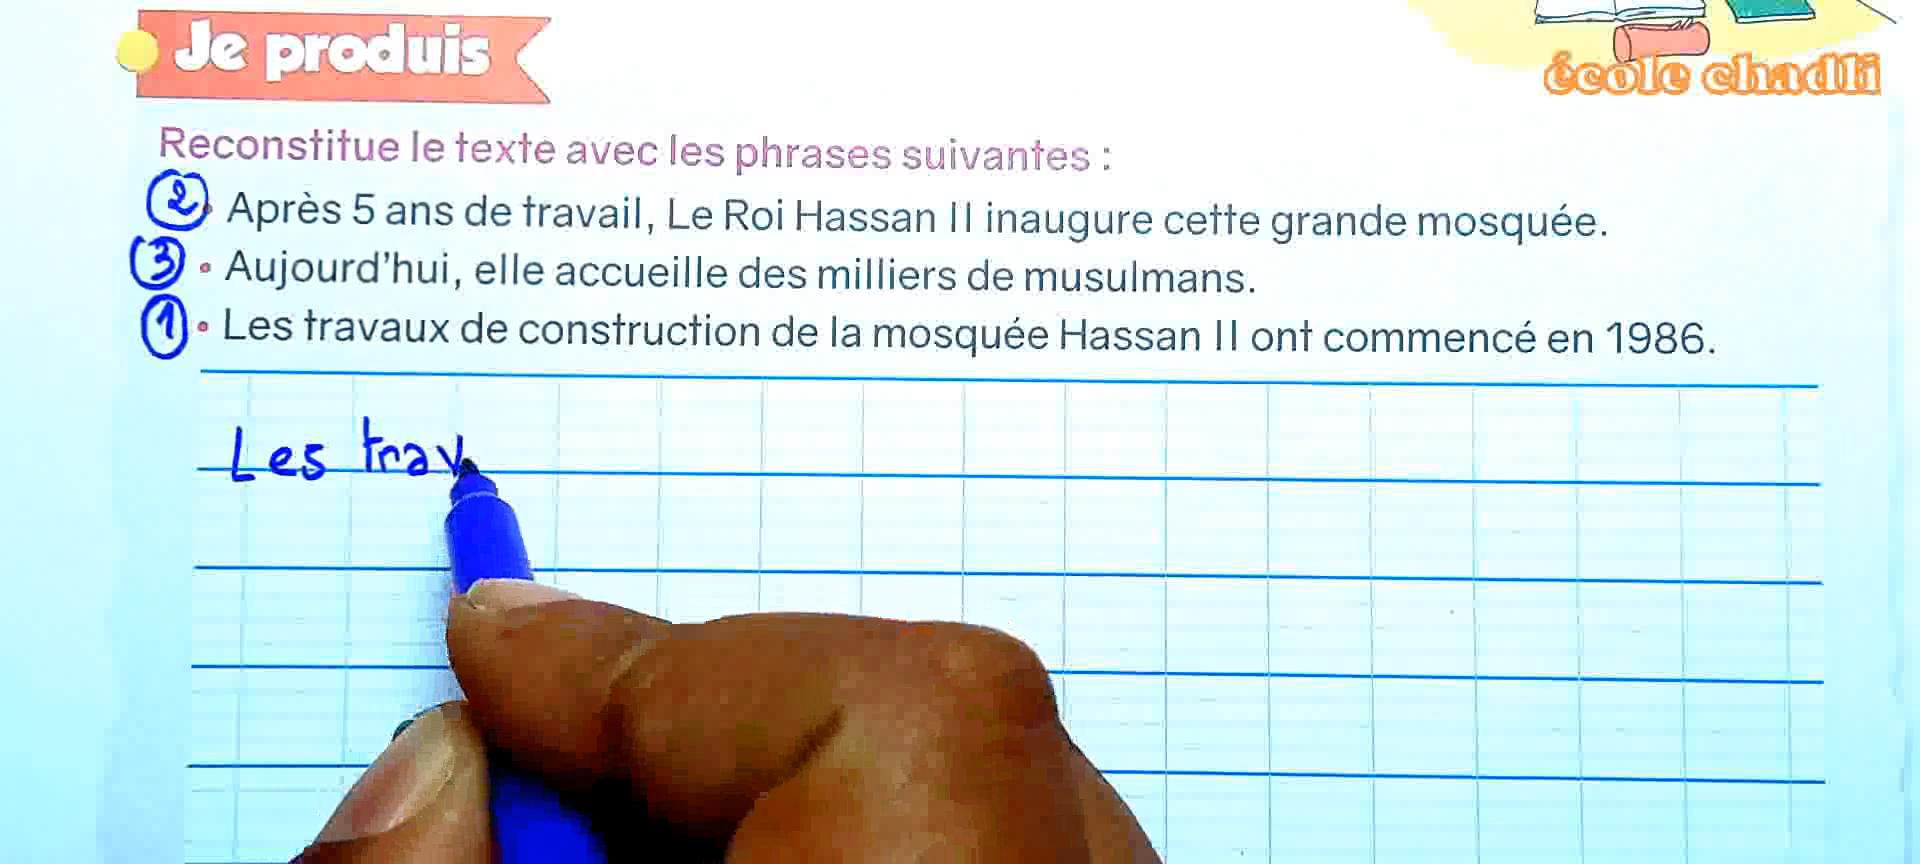 Je produis
école chadli
Reconstitue le texte avec les phrases suivantes :
② • Après 5 ans de travail, Le Roi Hassan II inaugure cette grande mosquée.
③ • Aujourd'hui, elle accueille des milliers de musulmans.
① • Les travaux de construction de la mosquée Hassan II ont commencé en 1986.
Les trav